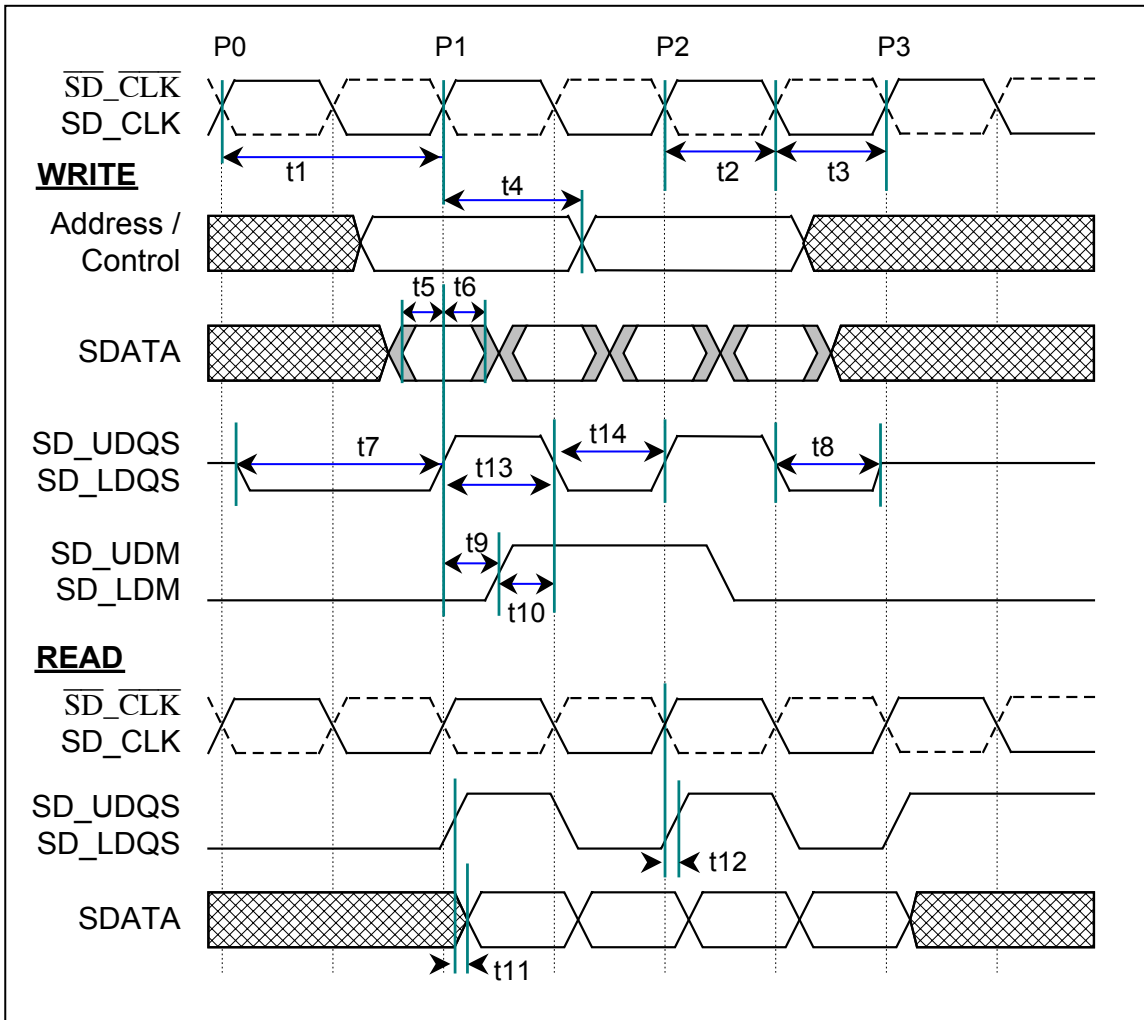 P0 P1 P2 P3
SD_CLK
SD_CLK
t1 t2 t3
WRITE
t4
Address /
Control
t5 t6
SDATA
SD_UDQS
SD_LDQS
t7 t14 t8
t13
SD_UDM
SD_LDM
t9
t10
READ
SD_CLK
SD_CLK
SD_UDQS
SD_LDQS
t12
SDATA
t11